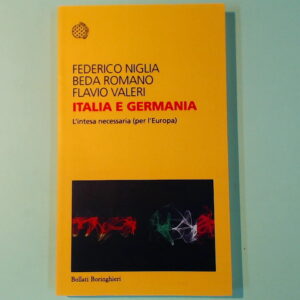 FEDERICO NIGLIA
BEDA ROMANO
FLAVIO VALERI
ITALIA E GERMANIA
L'intesa necessaria (per l'Europa)
Bollati Boringhieri